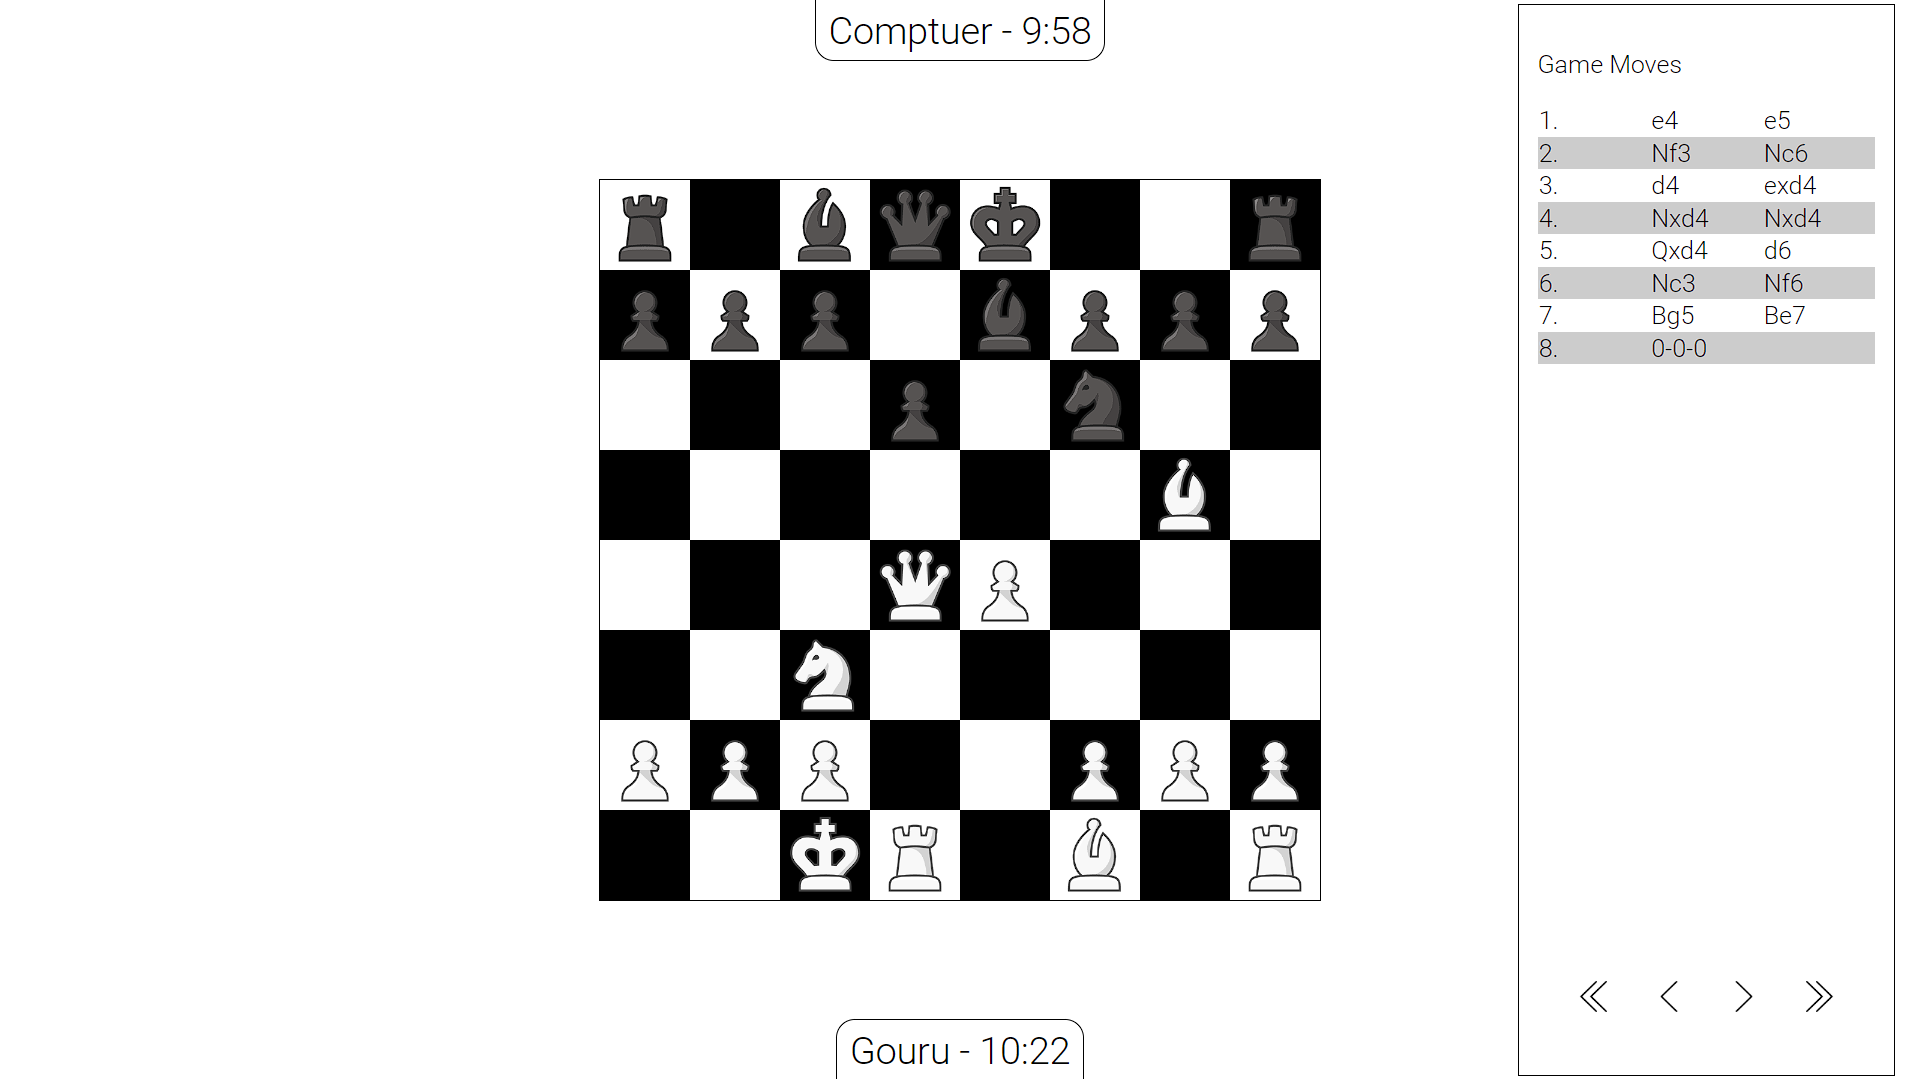 Comptuer - 9:58
Game Moves
1. e4 e5
2. Nf3 Nc6
3. d4 exd4
4. Nxd4 Nxd4
5. Qxd4 d6
6. Nc3 Nf6
7. Bg5 Be7
8. 0-0-0
Gouru - 10:22